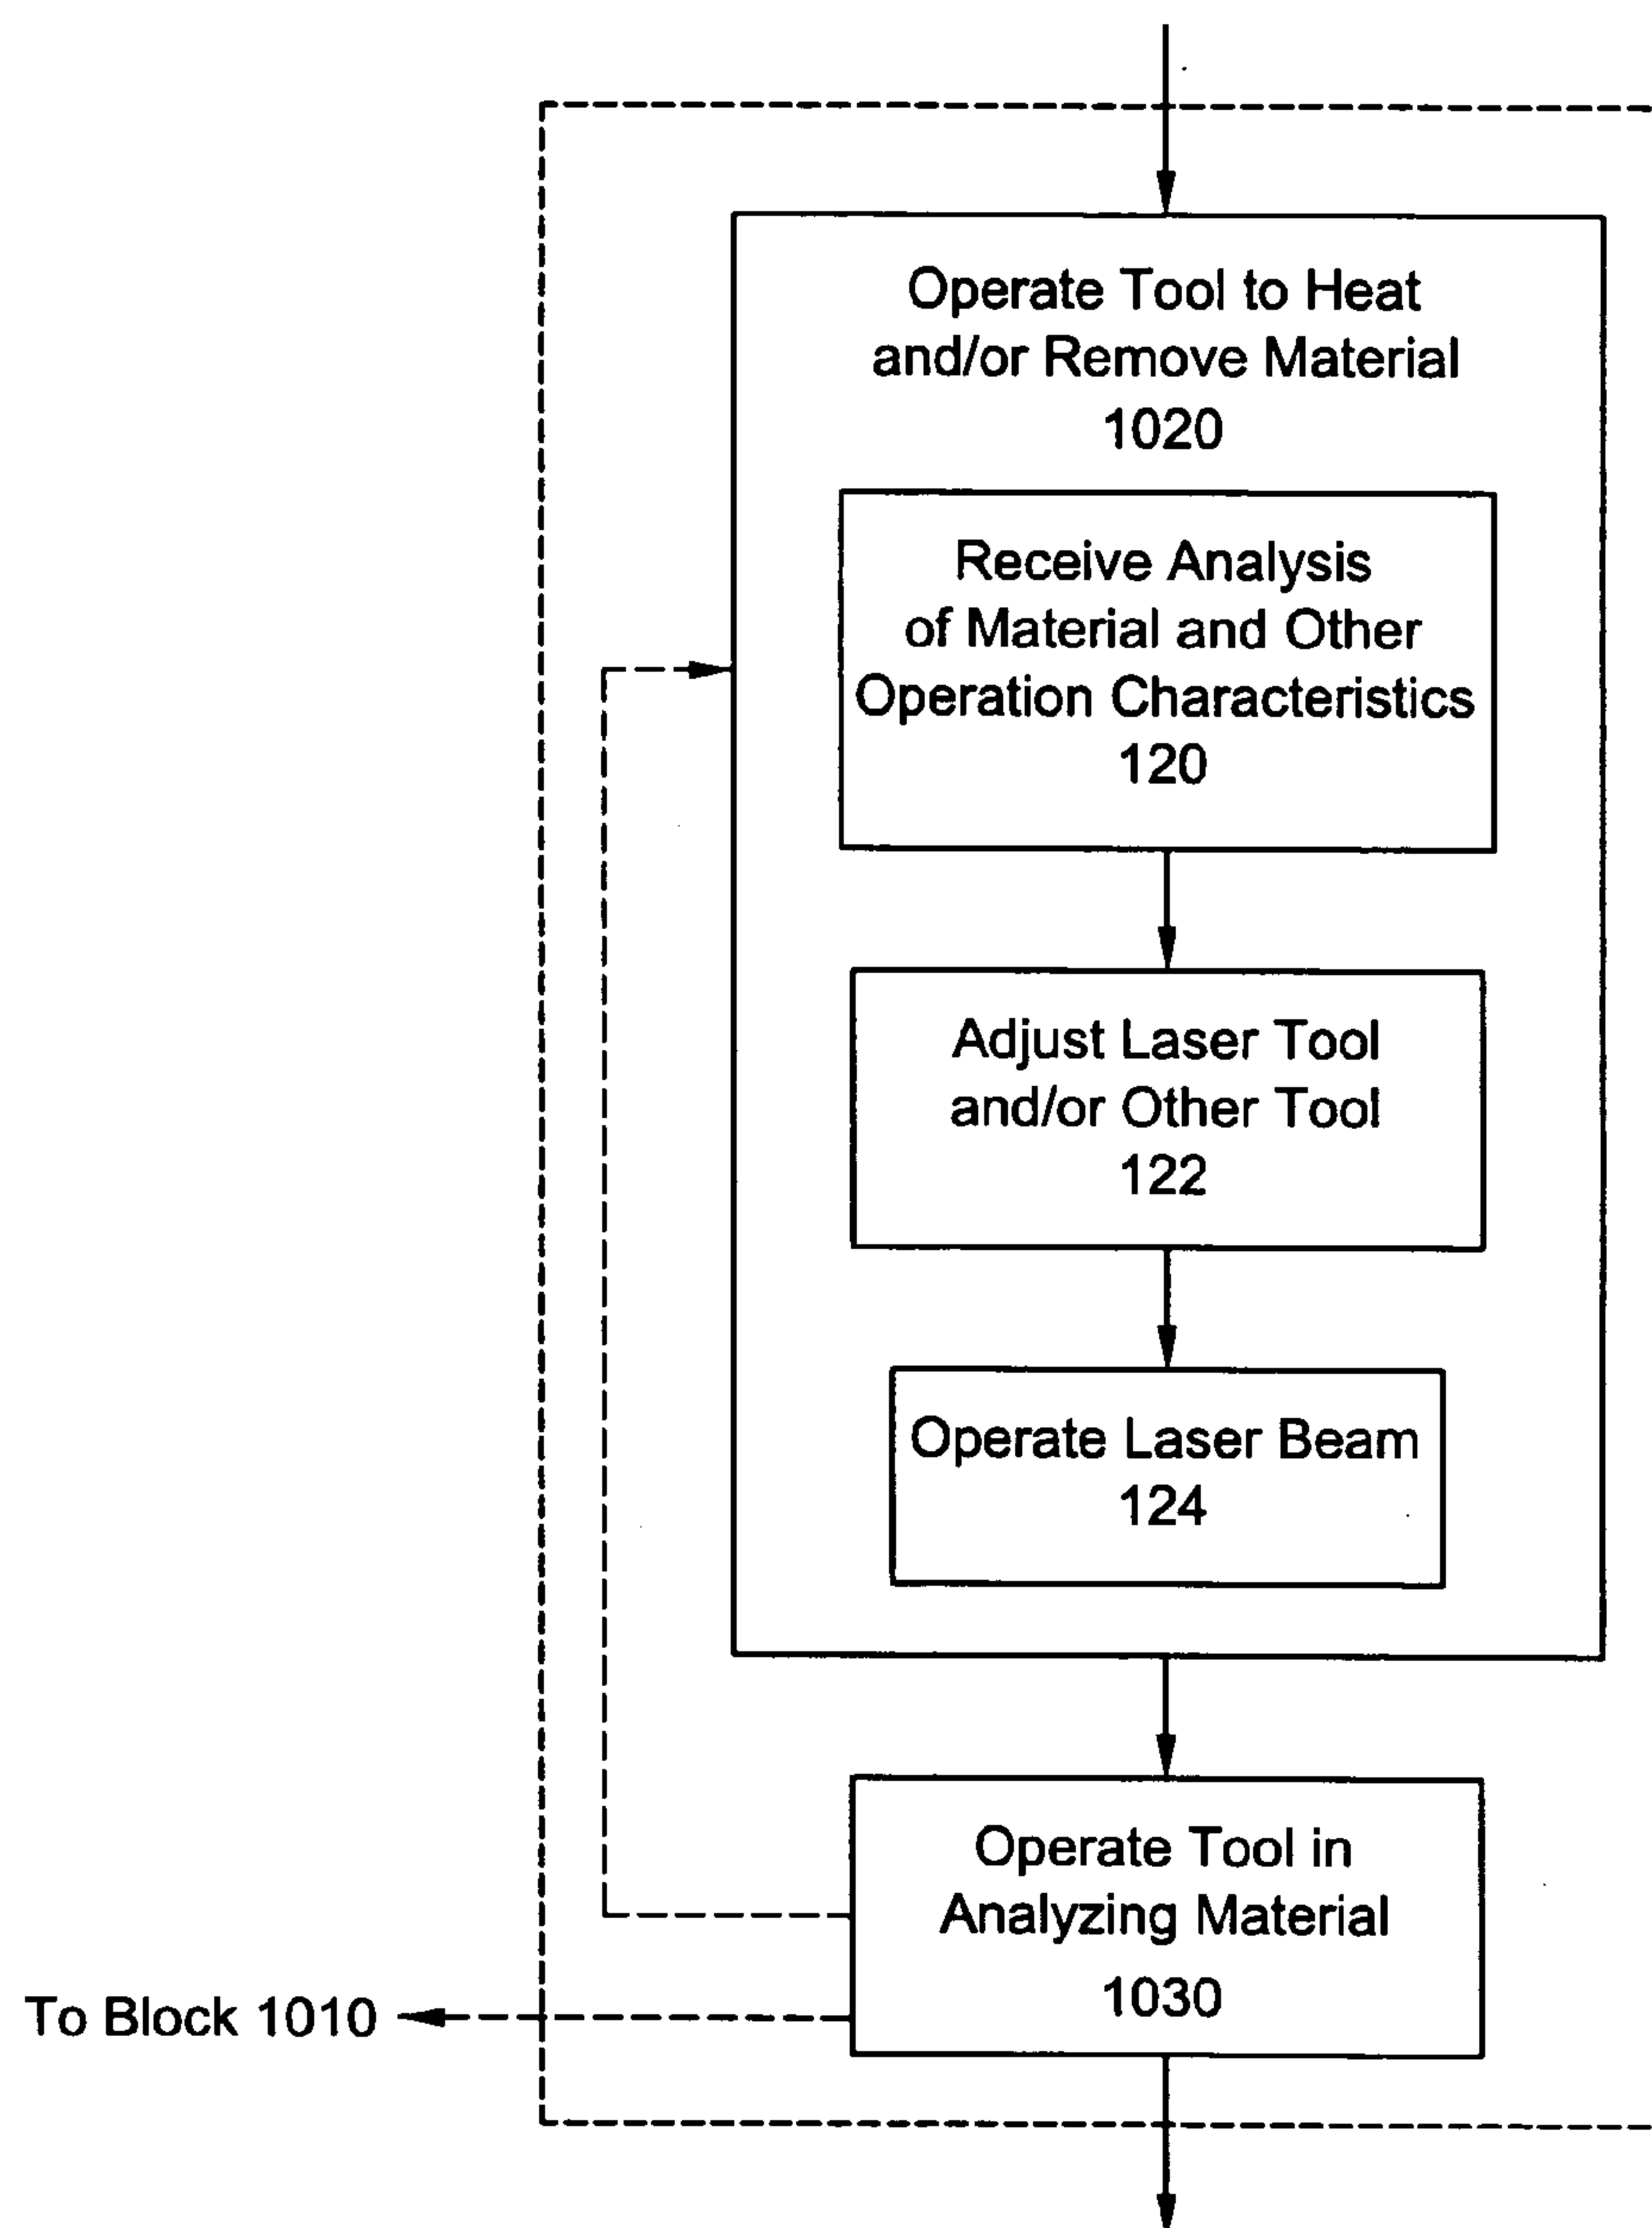 Operate Tool to Heat
and/or Remove Material
1020
Receive Analysis
of Material and Other
Operation Characteristics
120
Adjust Laser Tool
and/or Other Tool
122
Operate Laser Beam
124
Operate Tool in
Analyzing Material
1030
To Block 1010